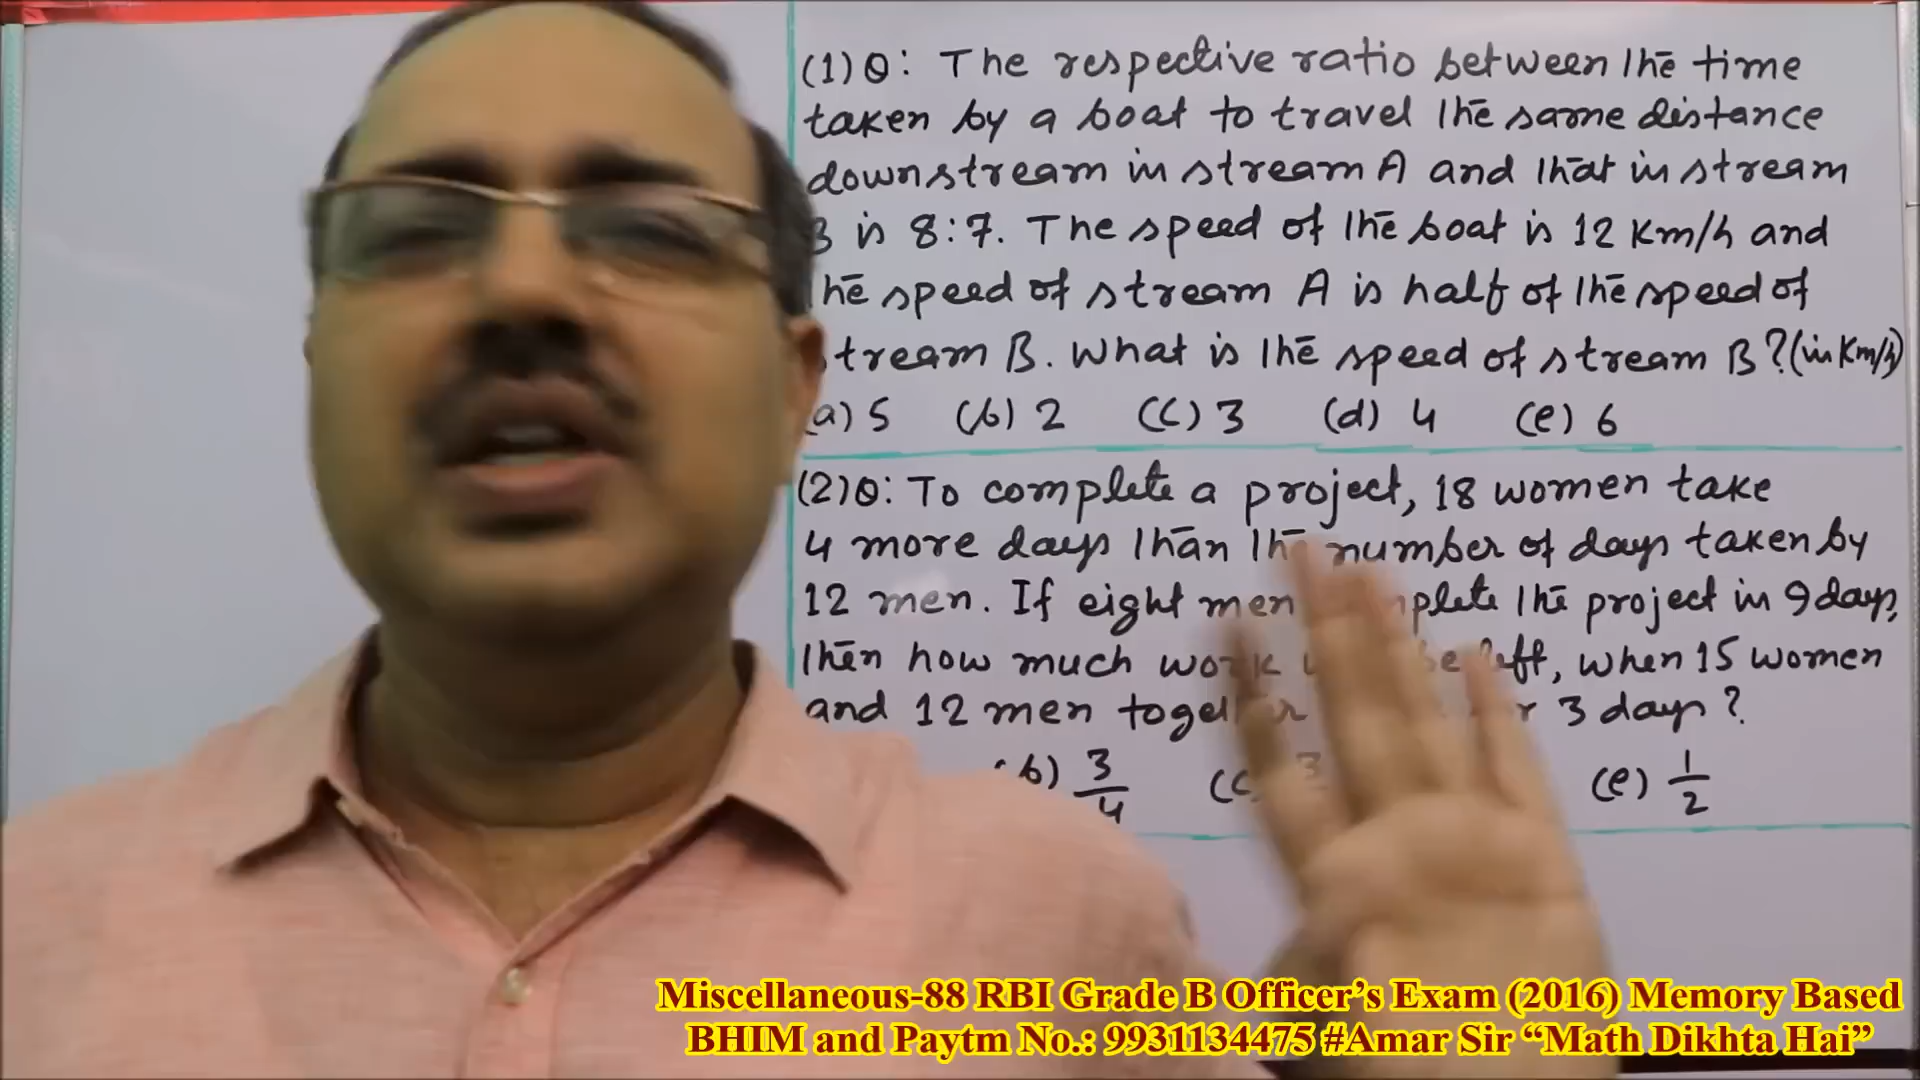 (1) Q: The respective ratio between the time
taken by a boat to travel the same distance
downstream in stream A and that in stream
B is 8:7. The speed of the boat is 12 Km/h and
the speed of stream A is half of the speed of
stream B. What is the speed of stream B? (in Km/h)
(a) 5 (b) 2 (c) 3 (d) 4 (e) 6
(2) Q: To complete a project, 18 women take
4 more days than the number of days taken by
12 men. If eight men complete the project in 9 days,
then how much work be left, when 15 women
and 12 men together 3 days?
(b) 3/4 (c) 3 (e) 1/2
Miscellaneous-88 RBI Grade B Officer's Exam (2016) Memory Based
BHIM and Paytm No.: 9931134475 #Amar Sir “Math Dikhta Hai”